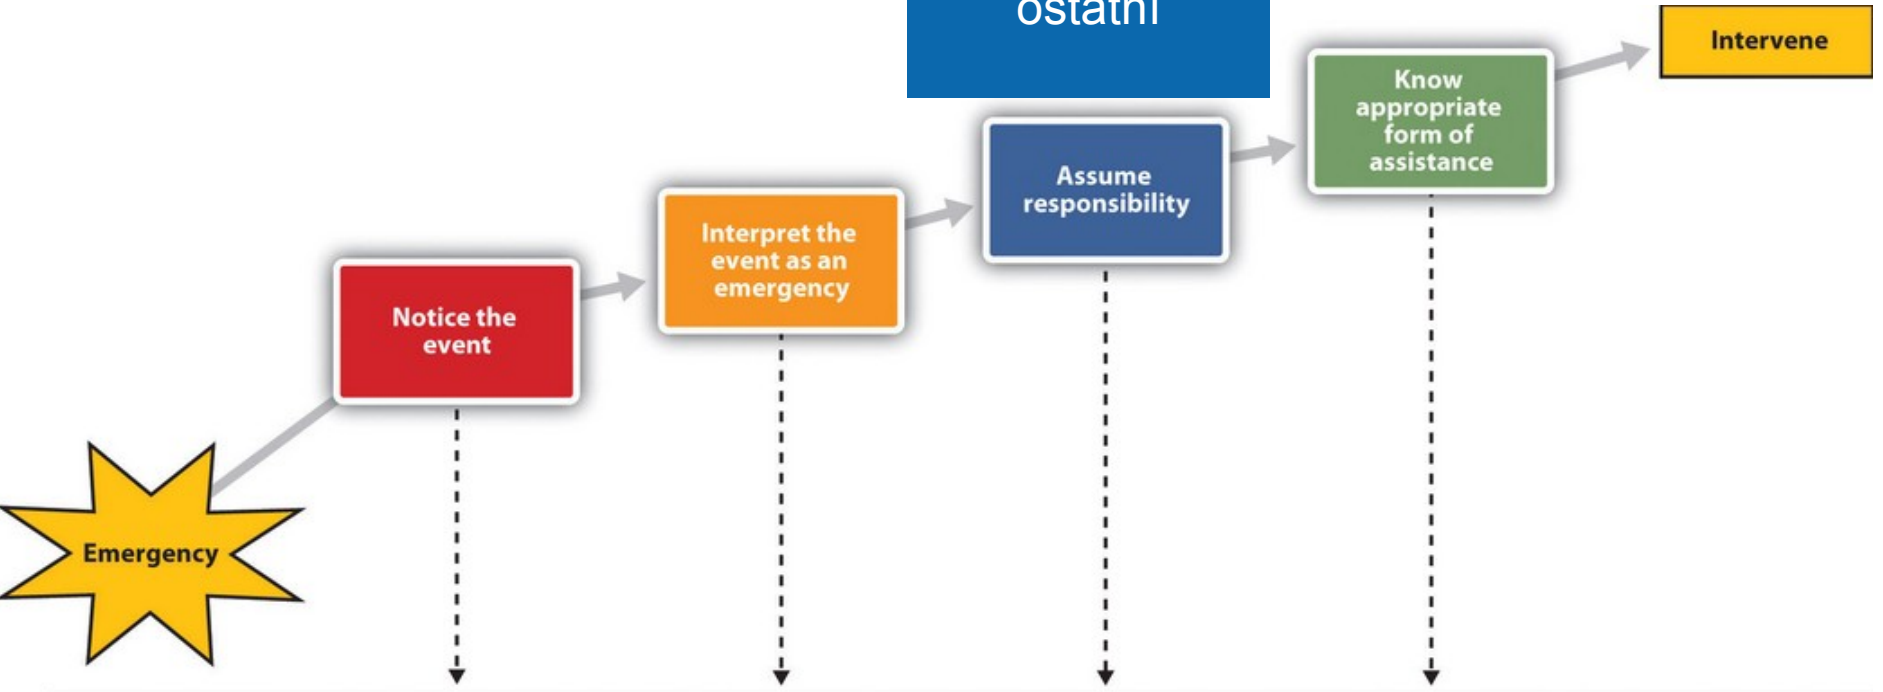 ostatní
Intervene
Know
appropriate
form of
assistance
Assume
responsibility
Interpret the
event as an
emergency
Notice the
event
Emergency